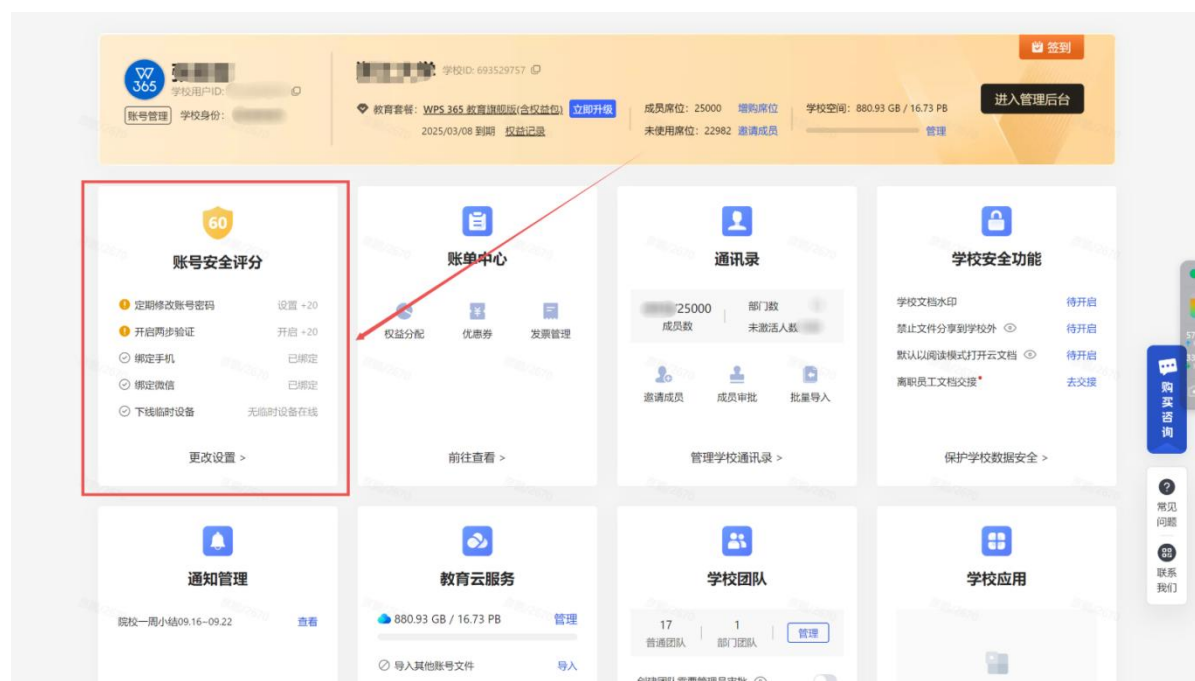 签到
W
365
学校用户ID:
账号管理 学校身份:
学校ID: 693529757
教育套餐: WPS 365 教育旗舰版(含权益包) 立即升级
2025/03/08 到期 权益记录
成员席位: 25000 增购席位
未使用席位: 22982 邀请成员
学校空间: 880.93 GB / 16.73 PB
管理
进入管理后台
60
账号安全评分
定期修改账号密码 设置 +20
开启两步验证 开启 +20
绑定手机 已绑定
绑定微信 已绑定
下线临时设备 无临时设备在线
更改设置 >
账单中心
权益分配 优惠券 发票管理
前往查看 >
通讯录
/25000 部门数
成员数 未激活人数
邀请成员 成员审批 批量导入
管理学校通讯录 >
学校安全功能
学校文档水印 待开启
禁止文件分享到学校外 待开启
默认以阅读模式打开云文档 待开启
离职员工文档交接* 去交接
保护学校数据安全 >
购买咨询
常见
问题
联系
我们
通知管理
院校一周小结09.16~09.22 查看
教育云服务
880.93 GB / 16.73 PB 管理
导入其他账号文件 导入
学校团队
17 1 管理
普通团队 部门团队
创建团队需要管理员审批
学校应用